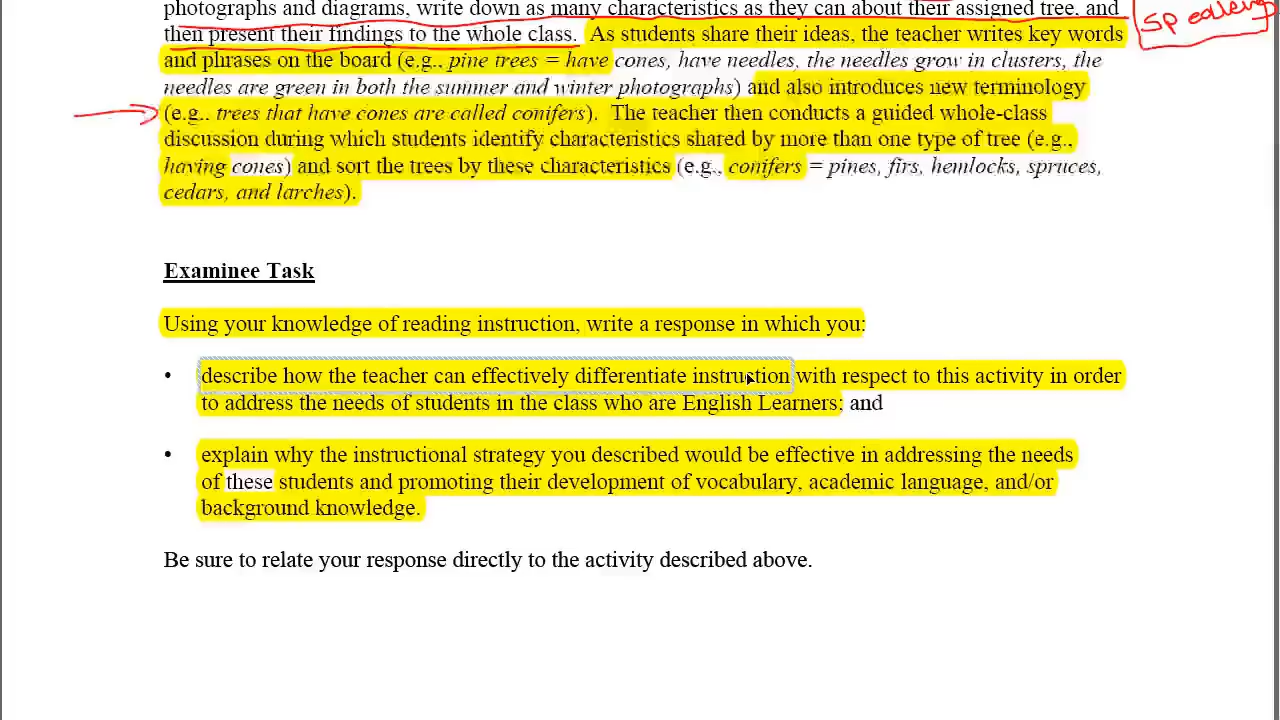 photographs and diagrams, write down as many characteristics as they can about their assigned tree, and
then present their findings to the whole class. As students share their ideas, the teacher writes key words
and phrases on the board (e.g., pine trees = have cones, have needles, the needles grow in clusters, the
needles are green in both the summer and winter photographs) and also introduces new terminology
(e.g., trees that have cones are called conifers). The teacher then conducts a guided whole-class
discussion during which students identify characteristics shared by more than one type of tree (e.g.,
having cones) and sort the trees by these characteristics (e.g., conifers = pines, firs, hemlocks, spruces,
cedars, and larches).
Examinee Task
Using your knowledge of reading instruction, write a response in which you:
• describe how the teacher can effectively differentiate instruction with respect to this activity in order
to address the needs of students in the class who are English Learners; and
• explain why the instructional strategy you described would be effective in addressing the needs
of these students and promoting their development of vocabulary, academic language, and/or
background knowledge.
Be sure to relate your response directly to the activity described above.